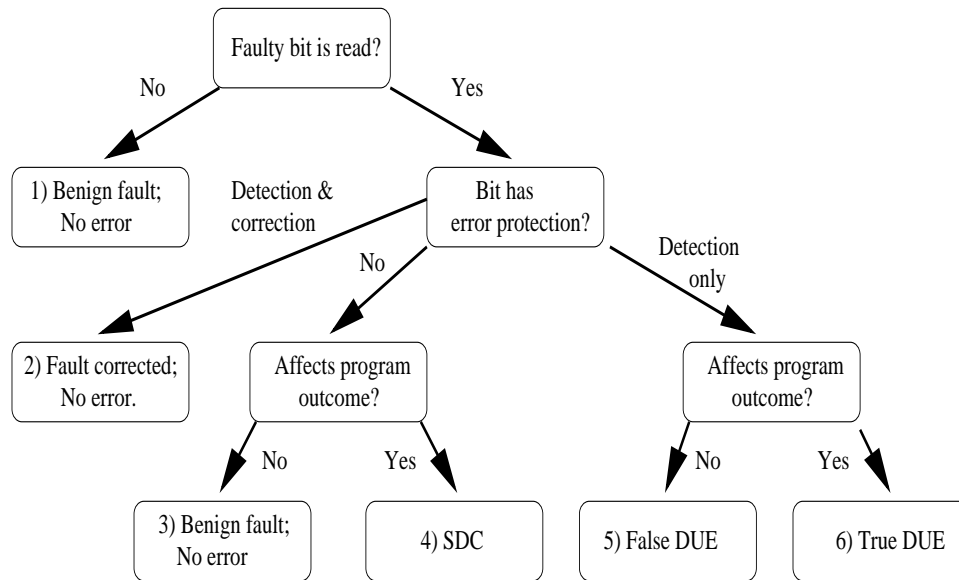 Faulty bit is read?
No
Yes
1) Benign fault;
No error
Detection &
correction
Bit has
error protection?
No
Detection
only
2) Fault corrected;
No error.
Affects program
outcome?
Affects program
outcome?
No
Yes
No
Yes
3) Benign fault;
No error
4) SDC
5) False DUE
6) True DUE